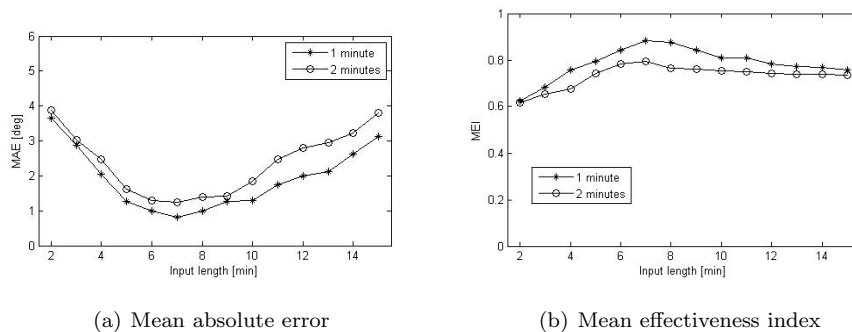 6
5
4
3
2
1
0
MAE [deg]
1 minute
2 minutes
2 4 6 8 10 12 14
Input length [min]
(a) Mean absolute error
1
0.8
0.6
0.4
0.2
0
MEI
1 minute
2 minutes
2 4 6 8 10 12 14
Input length [min]
(b) Mean effectiveness index